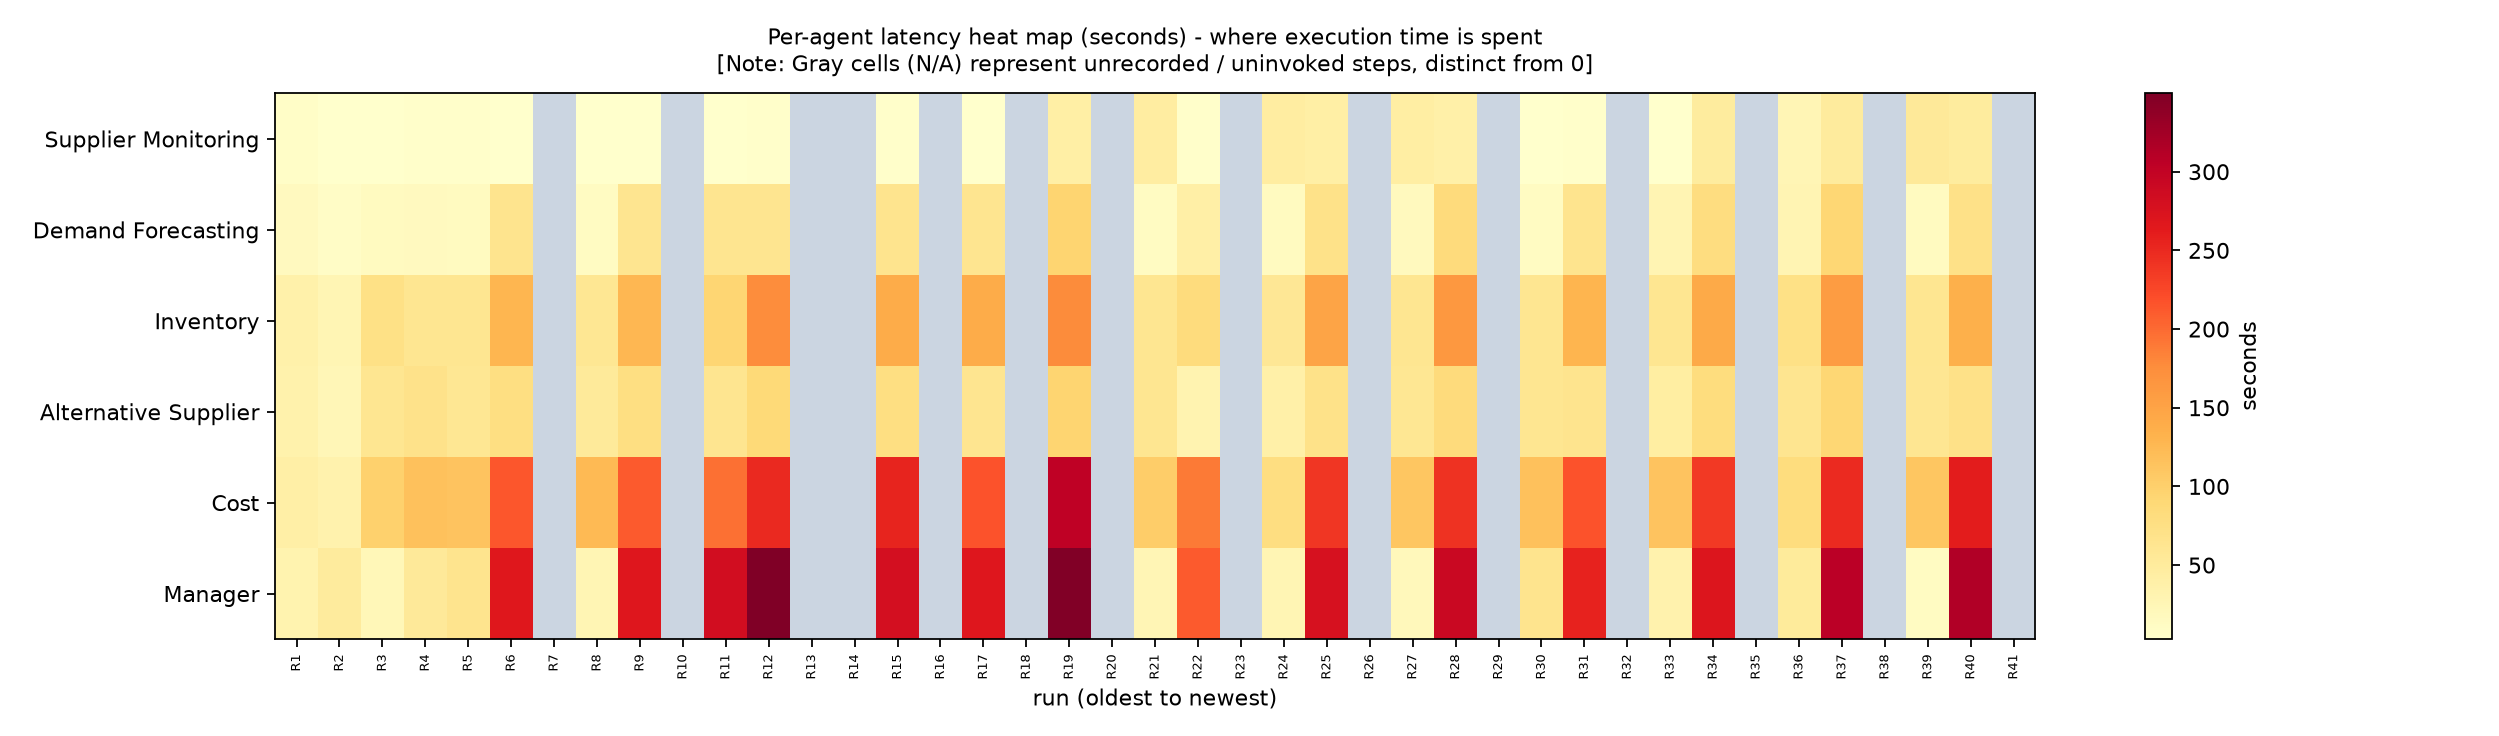 Per-agent latency heat map (seconds) - where execution time is spent
[Note: Gray cells (N/A) represent unrecorded / uninvoked steps, distinct from 0]
Supplier Monitoring
Demand Forecasting
Inventory
Alternative Supplier
Cost
Manager
R1 R2 R3 R4 R5 R6 R7 R8 R9 R10 R11 R12 R13 R14 R15 R16 R17 R18 R19 R20 R21 R22 R23 R24 R25 R26 R27 R28 R29 R30 R31 R32 R33 R34 R35 R36 R37 R38 R39 R40 R41
run (oldest to newest)
300
250
200
150
100
50
seconds